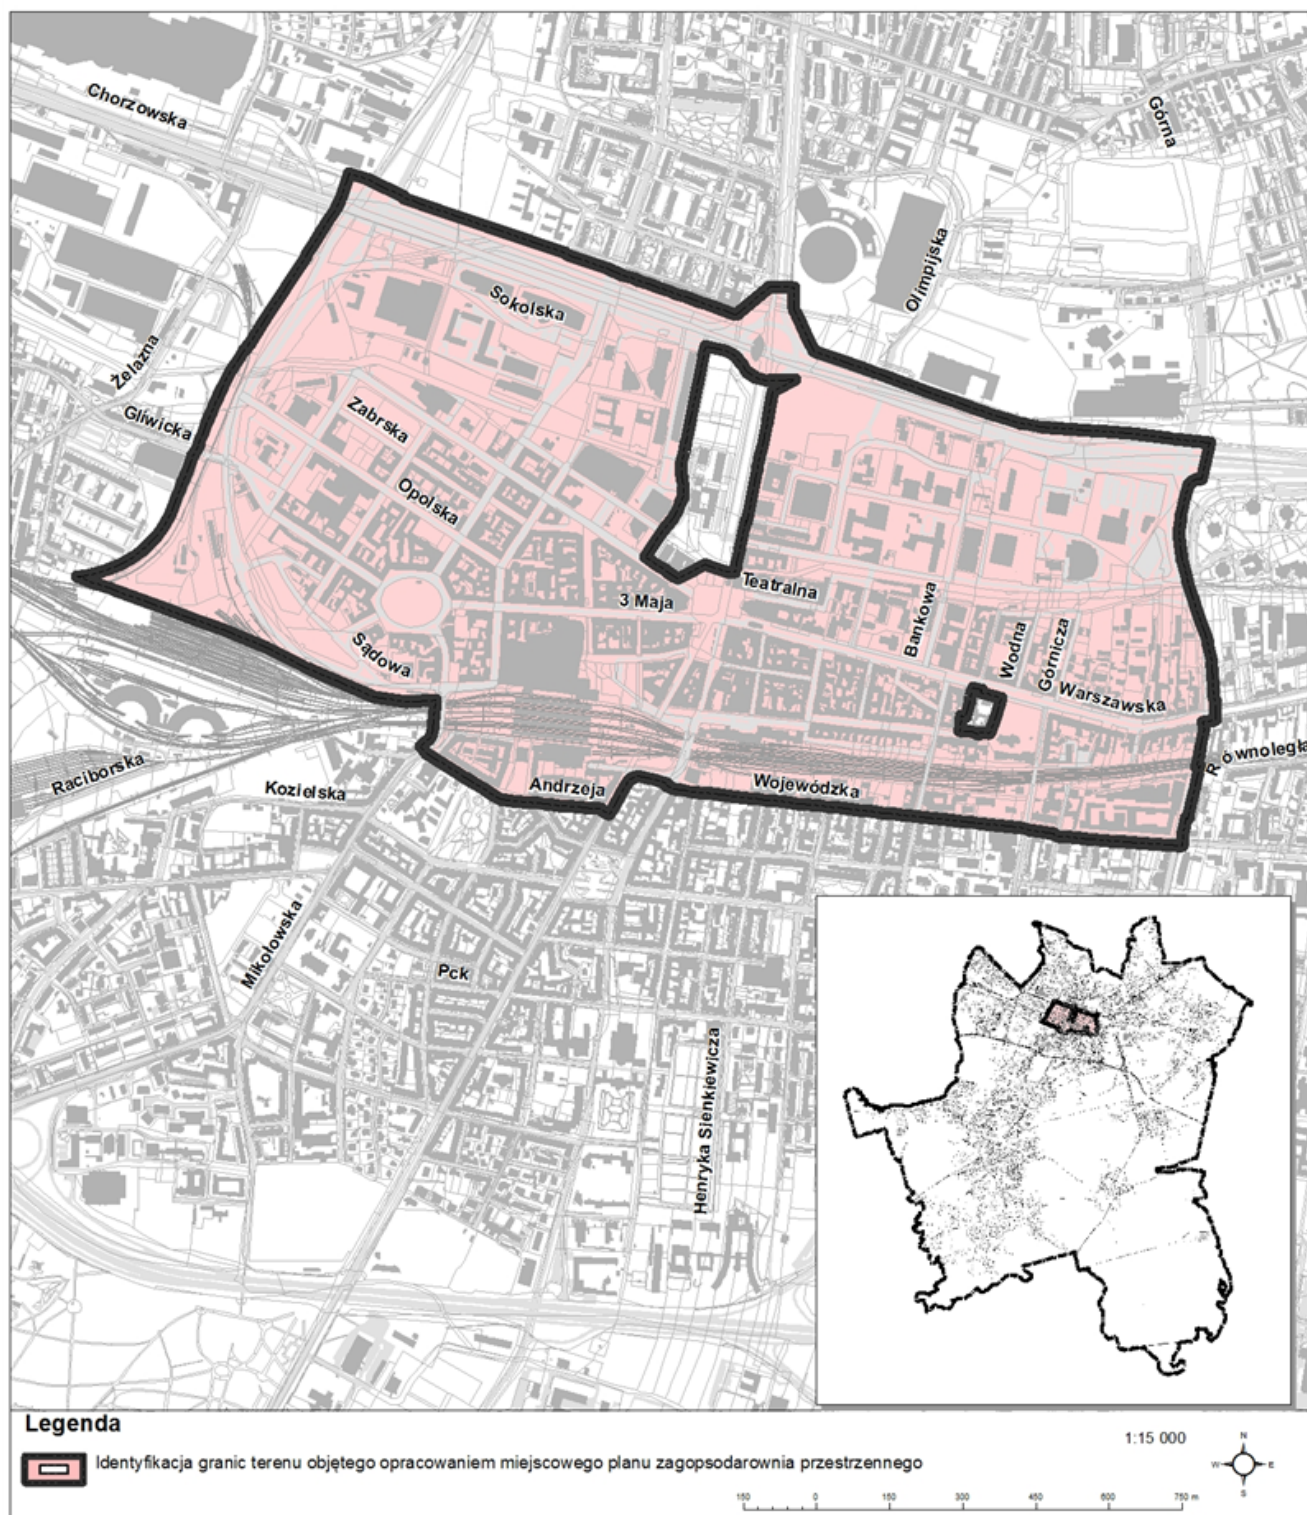 Chorzowska
Górna
Olimpijska
Sokolska
Żelazna
Gliwicka
Zabrska
Opolska
Teatralna
3 Maja
Bankowa
Wodna
Górnicza
Sądowa
Warszawska
Równoległa
Raciborska
Kozielska
Andrzeja
Wojewódzka
Mikołowska
Pck
Henryka Sienkiewicza
Legenda
Identyfikacja granic terenu objętego opracowaniem miejscowego planu zagopsodarownia przestrzennego
1:15 000
N
W E
S
150 0 150 300 450 600 750 m